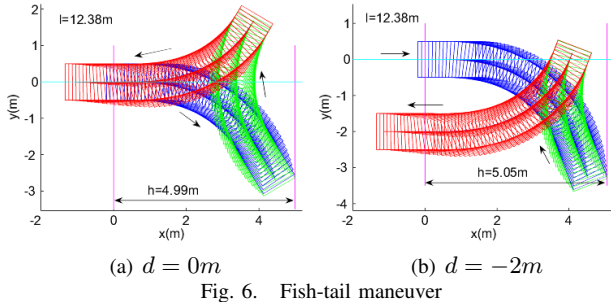 l=12.38m
y(m)
2
1
0
-1
-2
-3
h=4.99m
-2
0
2
4
x(m)
(a) d = 0m
l=12.38m
y(m)
1
0
-1
-2
-3
-4
h=5.05m
-2
0
2
4
x(m)
(b) d = −2m
Fig. 6. Fish-tail maneuver